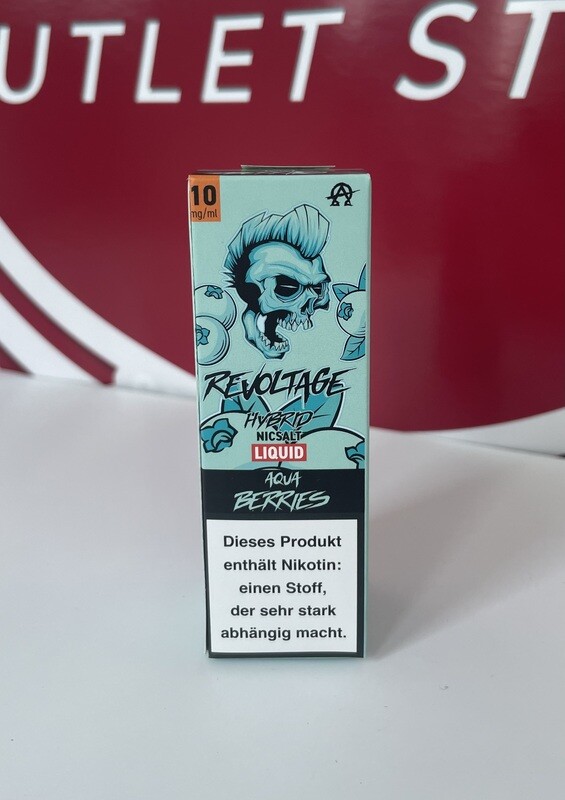 UTLET ST
10
mg/ml
REVOLTAGE
HYBRID
NICSALT
LIQUID
AQUA
BERRIES
Dieses Produkt
enthält Nikotin:
einen Stoff,
der sehr stark
abhängig macht.